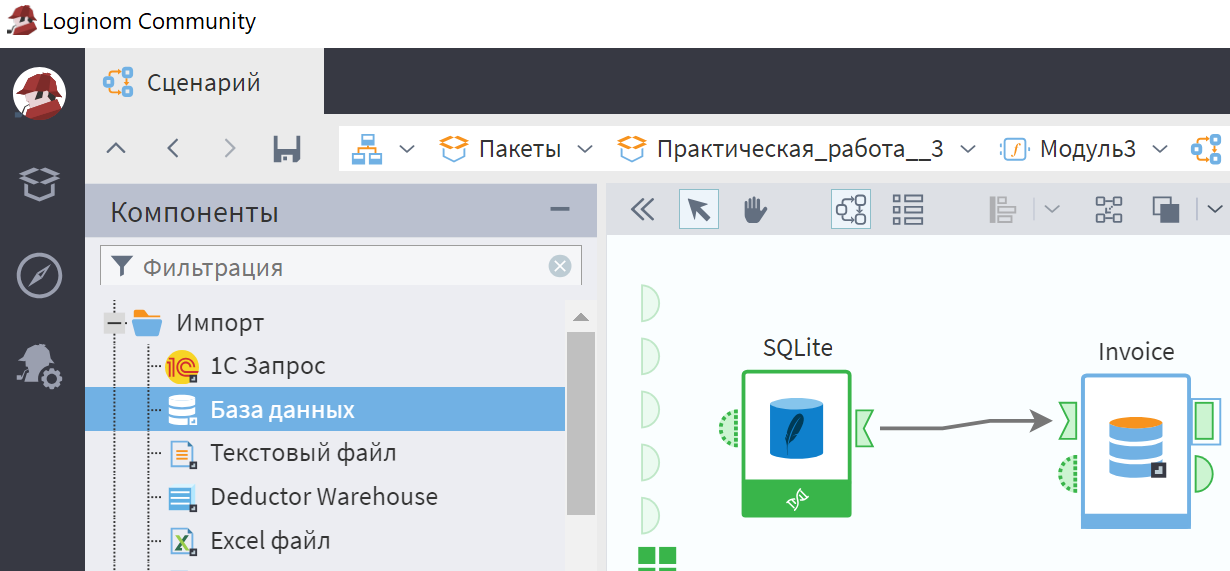 Loginom Community
Сценарий
Пакеты Практическая_работа__3 Модуль3
Компоненты
Фильтрация
Импорт
1С Запрос
База данных
Текстовый файл
Deductor Warehouse
Excel файл
SQLite
Invoice